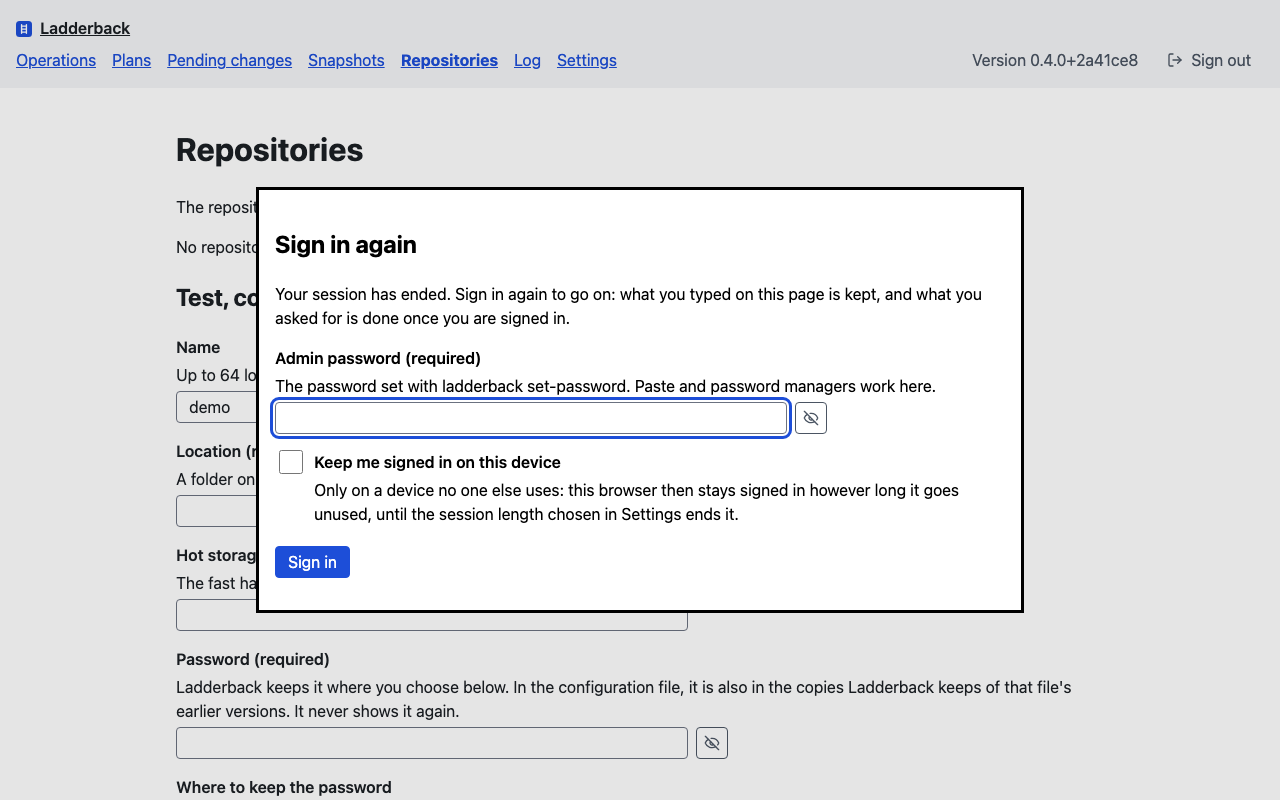 Ladderback
Operations Plans Pending changes Snapshots Repositories Log Settings Version 0.4.0+2a41ce8 Sign out
Repositories
The
No
Sign in again
Your session has ended. Sign in again to go on: what you typed on this page is kept, and what you
asked for is done once you are signed in.
Admin password (required)
The password set with ladderback set-password. Paste and password managers work here.
Keep me signed in on this device
Only on a device no one else uses: this browser then stays signed in however long it goes
unused, until the session length chosen in Settings ends it.
Sign in
Test,
Name
Up to 64
demo
Location
A folder on
Hot
The fast
Password (required)
Ladderback keeps it where you choose below. In the configuration file, it is also in the copies Ladderback keeps of that file's
earlier versions. It never shows it again.
Where to keep the password